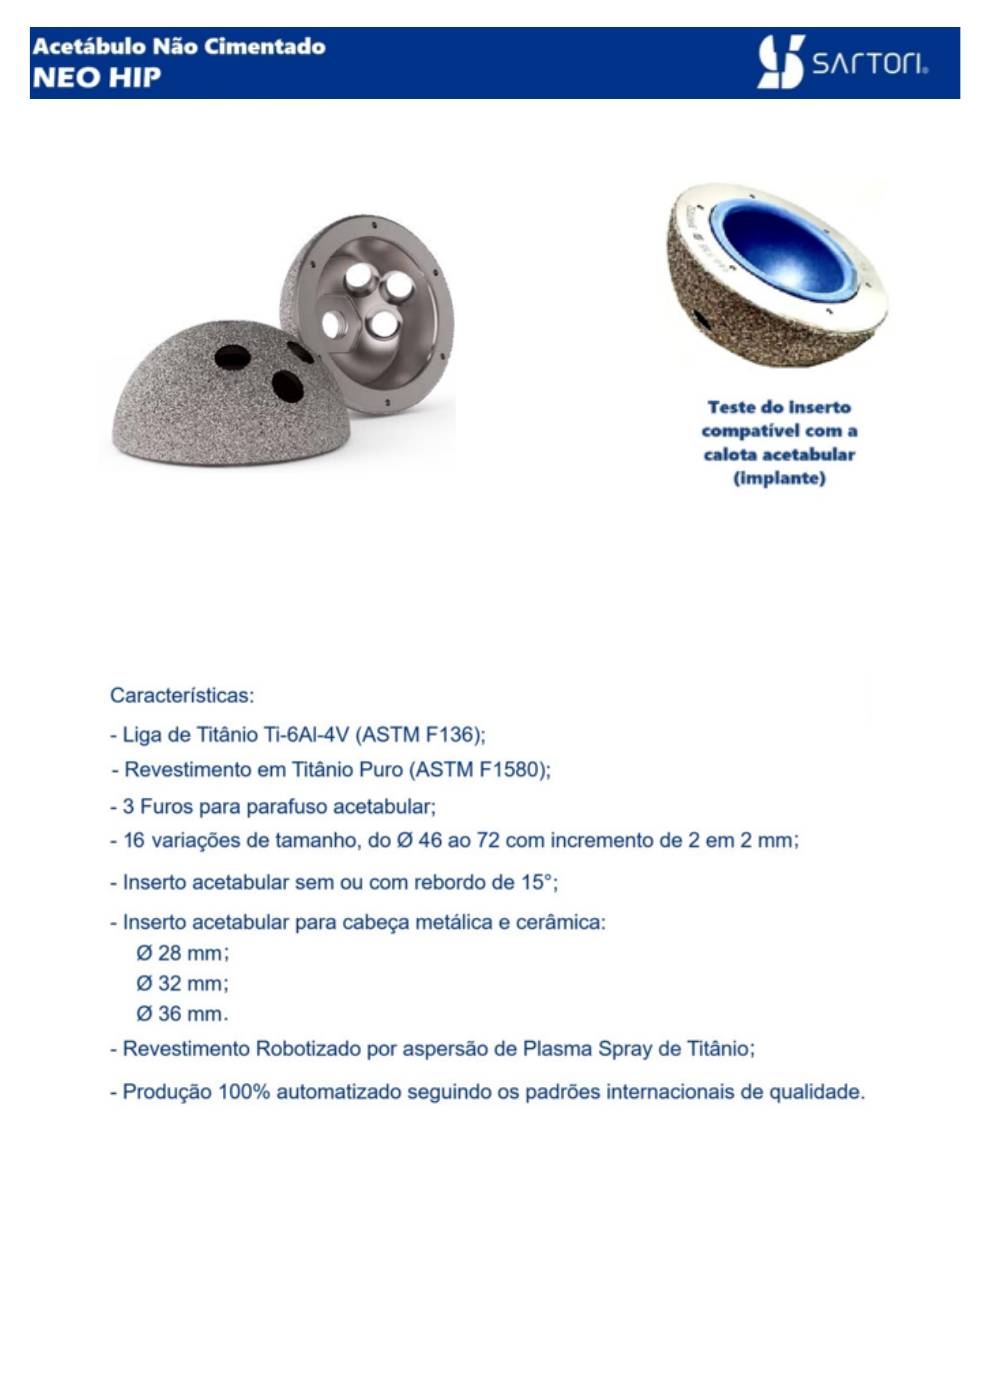 Acetábulo Não Cimentado
NEO HIP
SARTORI®
Teste do inserto
compatível com a
calota acetabular
(implante)
Características:
- Liga de Titânio Ti-6Al-4V (ASTM F136);
- Revestimento em Titânio Puro (ASTM F1580);
- 3 Furos para parafuso acetabular;
- 16 variações de tamanho, do Ø 46 ao 72 com incremento de 2 em 2 mm;
- Inserto acetabular sem ou com rebordo de 15°;
- Inserto acetabular para cabeça metálica e cerâmica:
Ø 28 mm;
Ø 32 mm;
Ø 36 mm.
- Revestimento Robotizado por aspersão de Plasma Spray de Titânio;
- Produção 100% automatizado seguindo os padrões internacionais de qualidade.